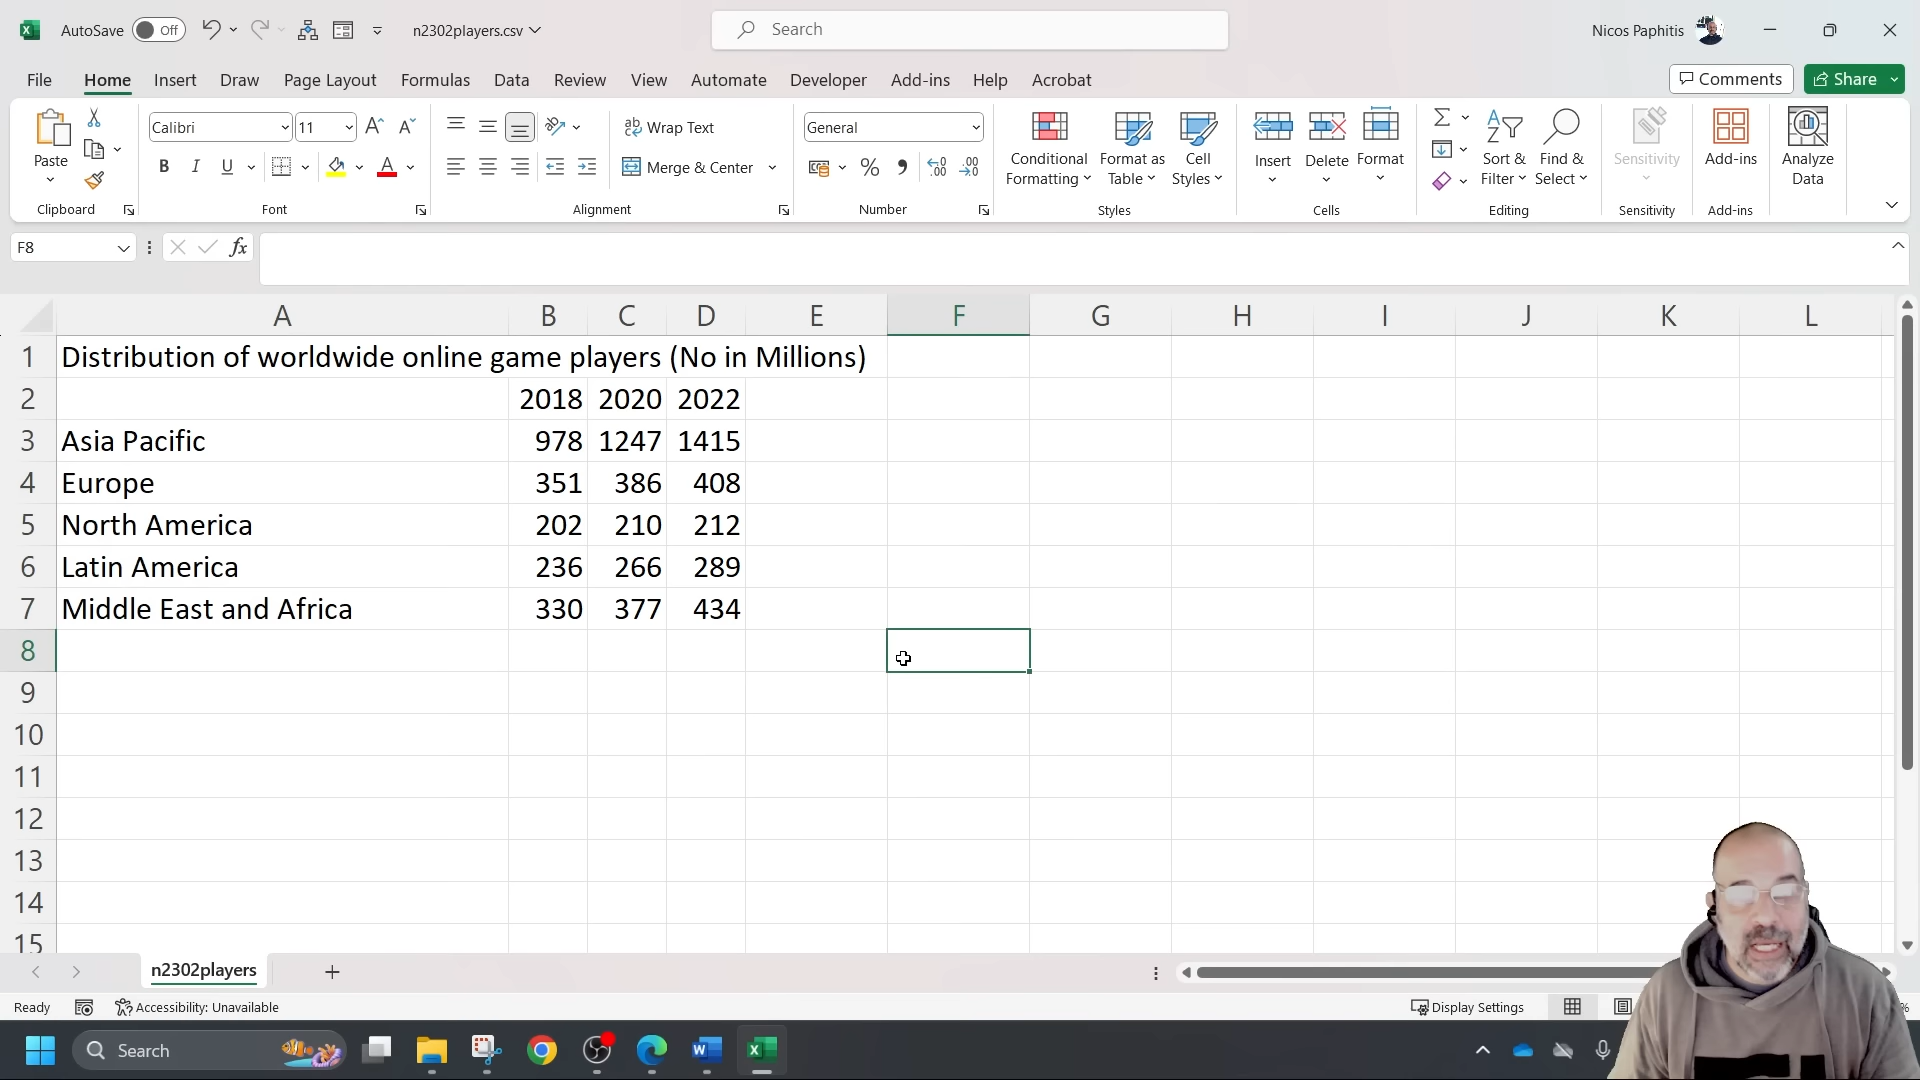 AutoSave Off n2302players.csv Search Nicos Paphitis
File Home Insert Draw Page Layout Formulas Data Review View Automate Developer Add-ins Help Acrobat Comments Share
Paste Calibri 11 Wrap Text General Conditional Formatting Format as Table Cell Styles Insert Delete Format Sort & Filter Find & Select Sensitivity Add-ins Analyze Data
B I U A Merge & Center % .00
Clipboard Font Alignment Number Styles Cells Editing Sensitivity Add-ins
F8 fx
A B C D E F G H I J K L
1 Distribution of worldwide online game players (No in Millions)
2 2018 2020 2022
3 Asia Pacific 978 1247 1415
4 Europe 351 386 408
5 North America 202 210 212
6 Latin America 236 266 289
7 Middle East and Africa 330 377 434
8
9
10
11
12
13
14
15
n2302players
Ready Accessibility: Unavailable Display Settings %
Search